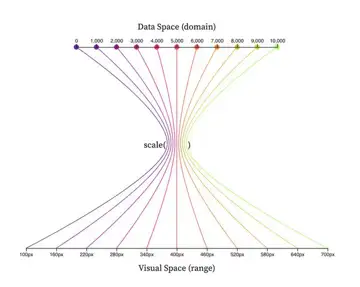 Data Space (domain)
0 1,000 2,000 3,000 4,000 5,000 6,000 7,000 8,000 9,000 10,000
scale( )
100px 160px 220px 280px 340px 400px 460px 520px 580px 640px 700px
Visual Space (range)